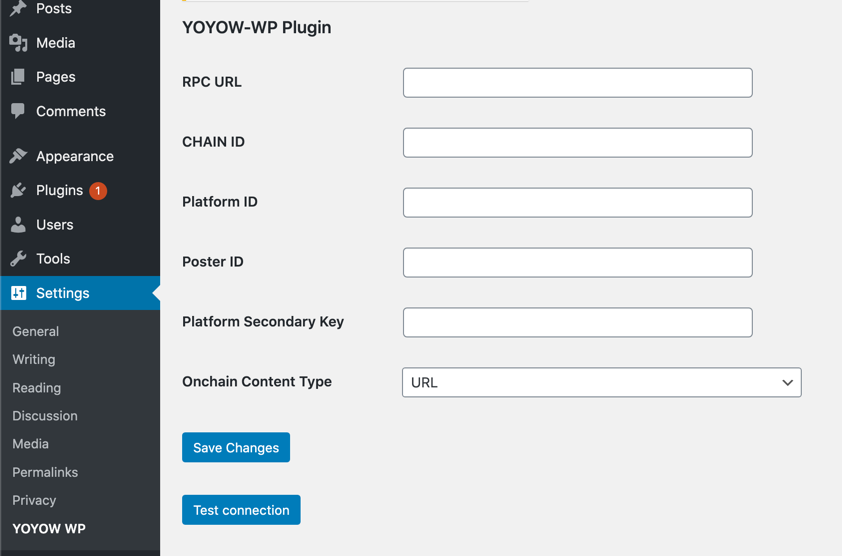 Posts
Media
Pages
Comments
Appearance
Plugins 1
Users
Tools
Settings
General
Writing
Reading
Discussion
Media
Permalinks
Privacy
YOYOW WP
YOYOW-WP Plugin
RPC URL
CHAIN ID
Platform ID
Poster ID
Platform Secondary Key
Onchain Content Type URL
Save Changes
Test connection